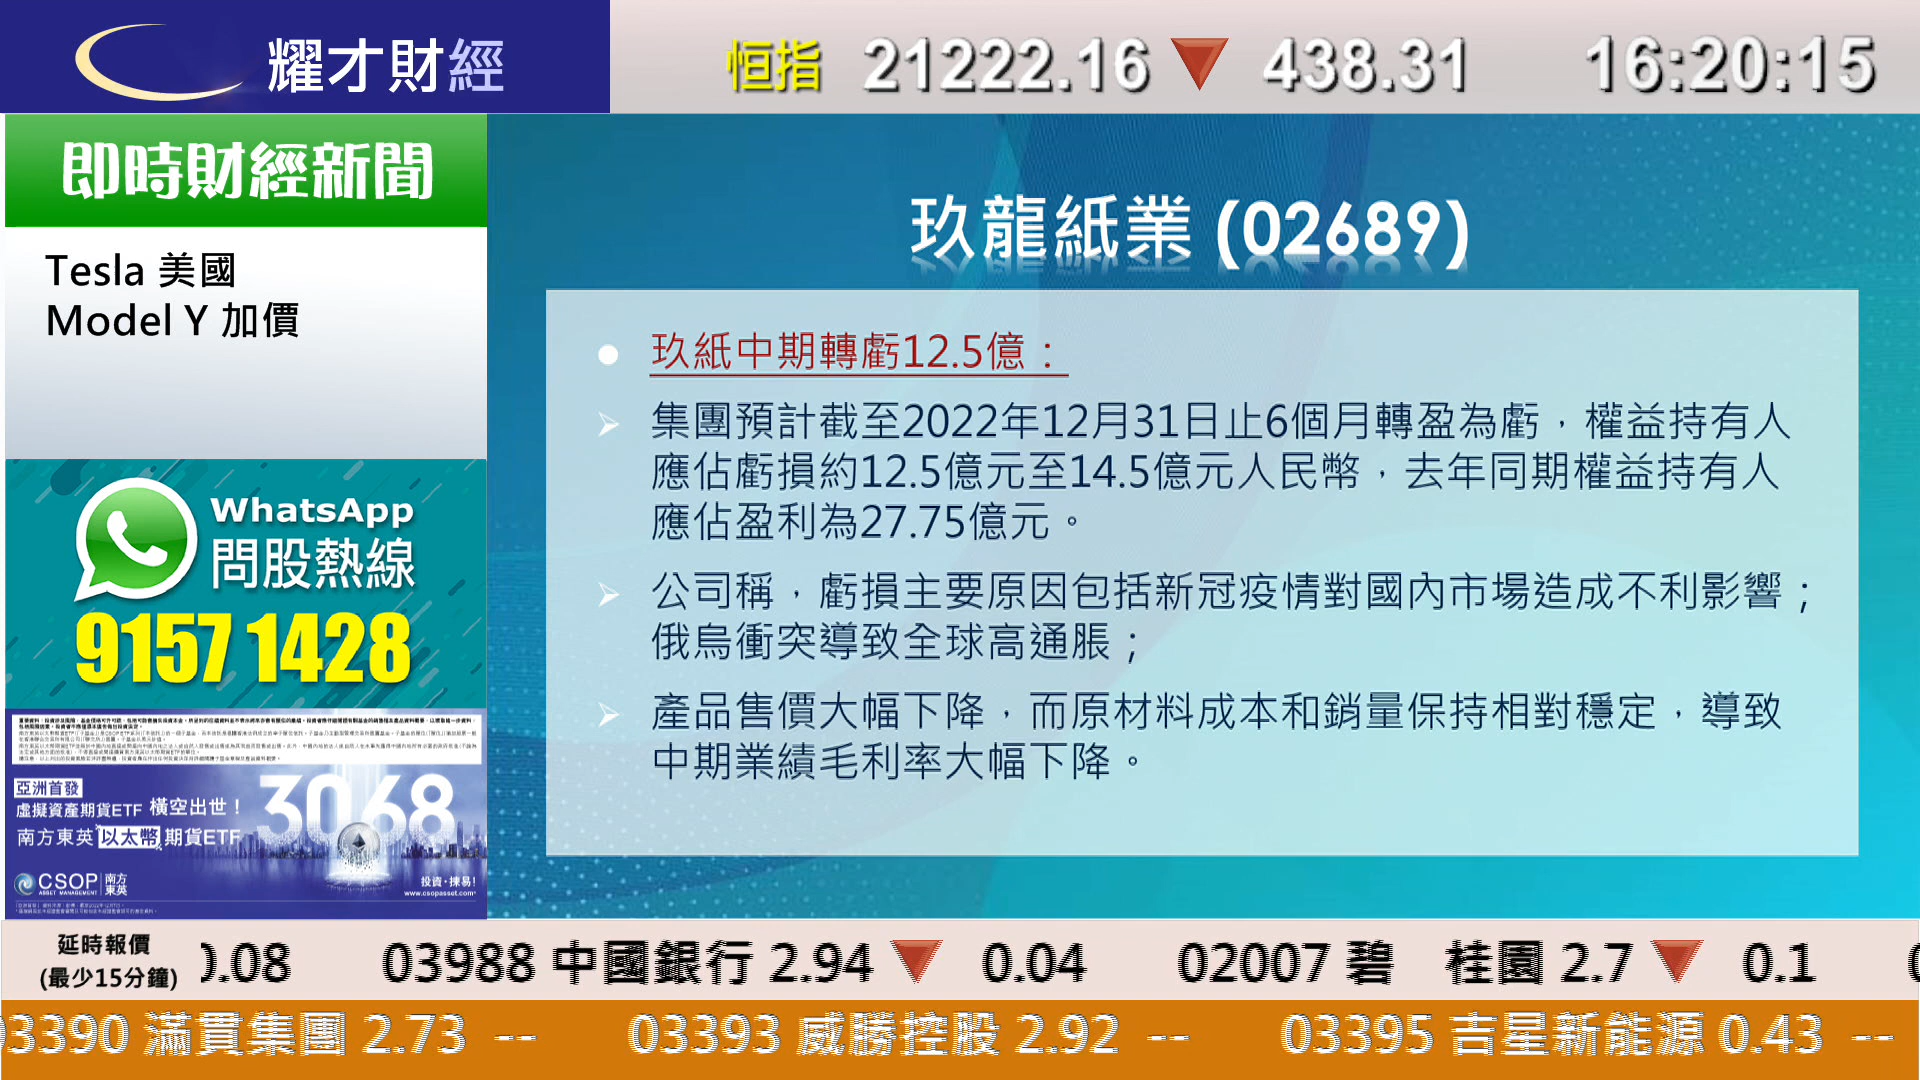 耀才財經
恒指 21222.16 ▼ 438.31 16:20:15
即時財經新聞
Tesla 美國
Model Y 加價
WhatsApp
問股熱線
9157 1428
亞洲首發
虛擬資產期貨ETF 橫空出世！
南方東英 以太幣 期貨ETF
3068
CSOP 南方東英
ASSET MANAGEMENT
投資·揀易!
www.csopasset.com
玖龍紙業 (02689)
玖紙中期轉虧12.5億：
集團預計截至2022年12月31日止6個月轉盈為虧，權益持有人
應佔虧損約12.5億元至14.5億元人民幣，去年同期權益持有人
應佔盈利為27.75億元。
公司稱，虧損主要原因包括新冠疫情對國內市場造成不利影響；
俄烏衝突導致全球高通脹；
產品售價大幅下降，而原材料成本和銷量保持相對穩定，導致
中期業績毛利率大幅下降。
延時報價
(最少15分鐘)
0.08 03988 中國銀行 2.94 ▼ 0.04 02007 碧 桂園 2.7 ▼ 0.1
03390 滿貫集團 2.73 -- 03393 威勝控股 2.92 -- 03395 吉星新能源 0.43 --